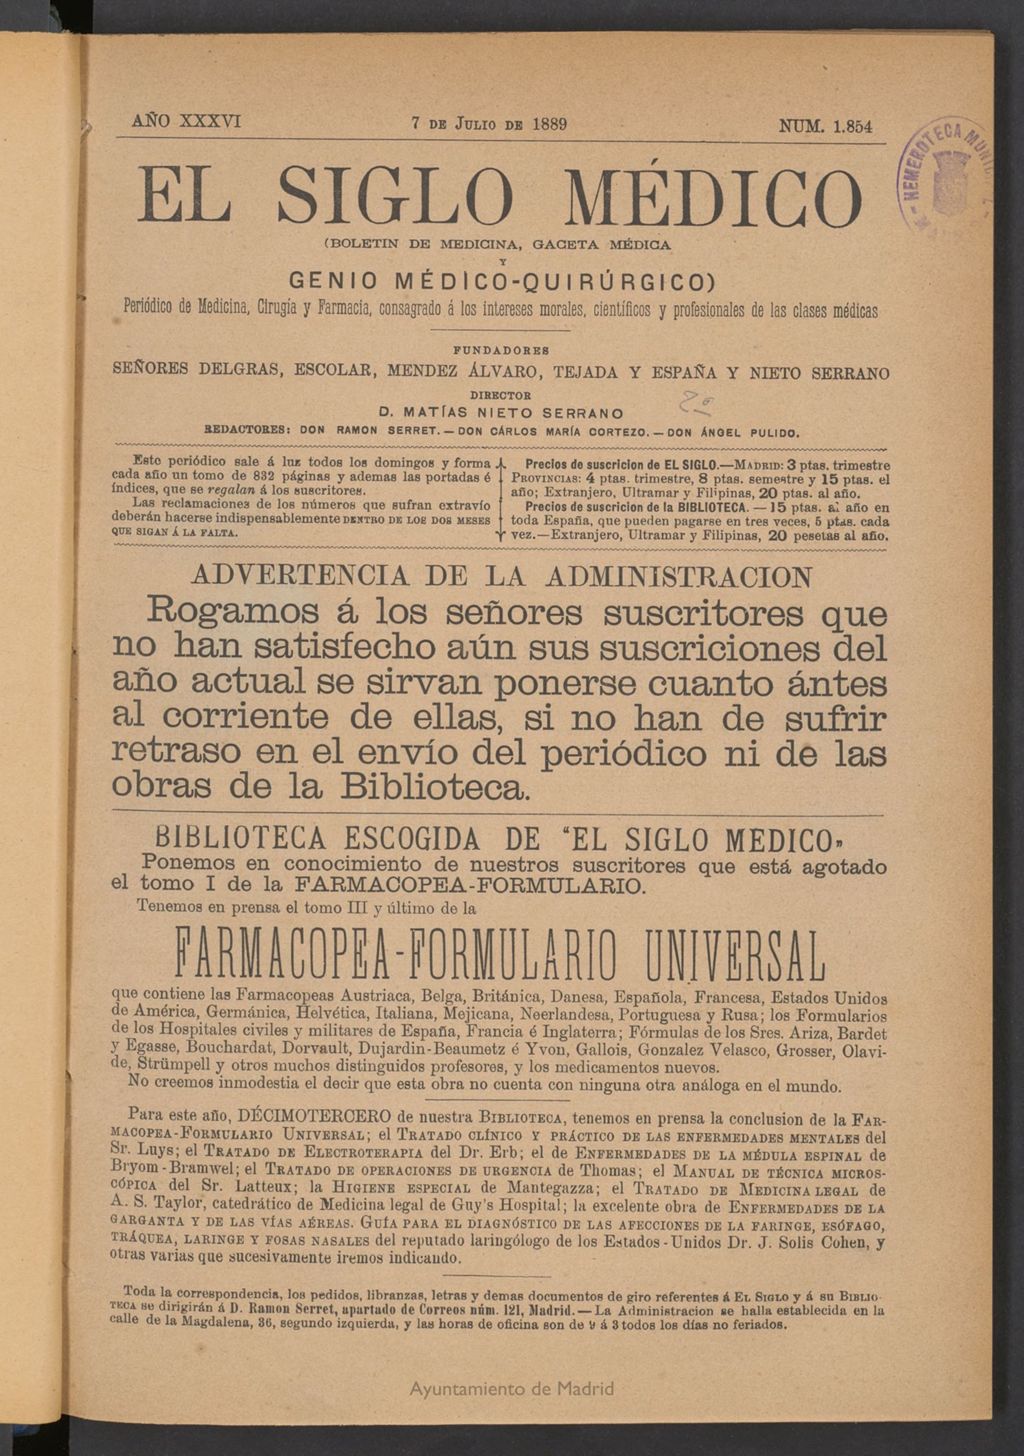 AÑO XXXVI 7 DE JULIO DE 1889 NUM. 1.854
HEMEROTECA
EL SIGLO MÉDICO
(BOLETIN DE MEDICINA, GACETA MÉDICA
Y
GENIO MÉDICO-QUIRÚRGICO)
Periódico de Medicina, Cirugía y Farmacia, consagrado á los intereses morales, científicos y profesionales de las clases médicas
FUNDADORES
SEÑORES DELGRAS, ESCOLAR, MENDEZ ÁLVARO, TEJADA Y ESPAÑA Y NIETO SERRANO
DIRECTOR
D. MATÍAS NIETO SERRANO
REDACTORES: DON RAMON SERRET.—DON CÁRLOS MARÍA CORTEZO.—DON ÁNGEL PULIDO.
Este periódico sale á luz todos los domingos y forma
cada año un tomo de 832 páginas y ademas las portadas é
índices, que se regalan á los suscritores.
Las reclamaciones de los números que sufran extravío
deberán hacerse indispensablemente DENTRO DE LOS DOS MESES
QUE SIGAN Á LA FALTA.
Precios de suscricion de EL SIGLO.—MADRID: 3 ptas. trimestre
PROVINCIAS: 4 ptas. trimestre, 8 ptas. semestre y 15 ptas. el
año; Extranjero, Ultramar y Filipinas, 20 ptas. al año.
Precios de suscricion de la BIBLIOTECA. — 15 ptas. al año en
toda España, que pueden pagarse en tres veces, 5 ptas. cada
vez.—Extranjero, Ultramar y Filipinas, 20 pesetas al año.
ADVERTENCIA DE LA ADMINISTRACION
Rogamos á los señores suscritores que
no han satisfecho aún sus suscriciones del
año actual se sirvan ponerse cuanto ántes
al corriente de ellas, si no han de sufrir
retraso en el envío del periódico ni de las
obras de la Biblioteca.
BIBLIOTECA ESCOGIDA DE "EL SIGLO MEDICO„
Ponemos en conocimiento de nuestros suscritores que está agotado
el tomo I de la FARMACOPEA-FORMULARIO.
Tenemos en prensa el tomo III y último de la
FARMACOPEA-FORMULARIO UNIVERSAL
que contiene las Farmacopeas Austriaca, Belga, Británica, Danesa, Española, Francesa, Estados Unidos
de América, Germánica, Helvética, Italiana, Mejicana, Neerlandesa, Portuguesa y Rusa; los Formularios
de los Hospitales civiles y militares de España, Francia é Inglaterra; Fórmulas de los Sres. Ariza, Bardet
y Egasse, Bouchardat, Dorvault, Dujardin-Beaumetz é Yvon, Gallois, Gonzalez Velasco, Grosser, Olavi-
de, Strümpell y otros muchos distinguidos profesores, y los medicamentos nuevos.
No creemos inmodestia el decir que esta obra no cuenta con ninguna otra análoga en el mundo.
Para este año, DÉCIMOTERCERO de nuestra BIBLIOTECA, tenemos en prensa la conclusion de la FAR-
MACOPEA-FORMULARIO UNIVERSAL; el TRATADO CLÍNICO Y PRÁCTICO DE LAS ENFERMEDADES MENTALES del
Sr. Luys; el TRATADO DE ELECTROTERAPIA del Dr. Erb; el de ENFERMEDADES DE LA MÉDULA ESPINAL de
Bryom-Bramwel; el TRATADO DE OPERACIONES DE URGENCIA de Thomas; el MANUAL DE TÉCNICA MICROS-
CÓPICA del Sr. Latteux; la HIGIENE ESPECIAL de Mantegazza; el TRATADO DE MEDICINA LEGAL de
A. S. Taylor, catedrático de Medicina legal de Guy's Hospital; la excelente obra de ENFERMEDADES DE LA
GARGANTA Y DE LAS VÍAS AÉREAS. GUÍA PARA EL DIAGNÓSTICO DE LAS AFECCIONES DE LA FARINGE, ESÓFAGO,
TRÁQUEA, LARINGE Y FOSAS NASALES del reputado laringólogo de los Estados-Unidos Dr. J. Solis Cohen, y
otras varias que sucesivamente iremos indicando.
Toda la correspondencia, los pedidos, libranzas, letras y demas documentos de giro referentes á EL SIGLO y á su BIBLIO-
TECA se dirigirán á D. Ramon Serret, apartado de Correos núm. 121, Madrid.—La Administracion se halla establecida en la
calle de la Magdalena, 36, segundo izquierda, y las horas de oficina son de 9 á 3 todos los días no feriados.
Ayuntamiento de Madrid